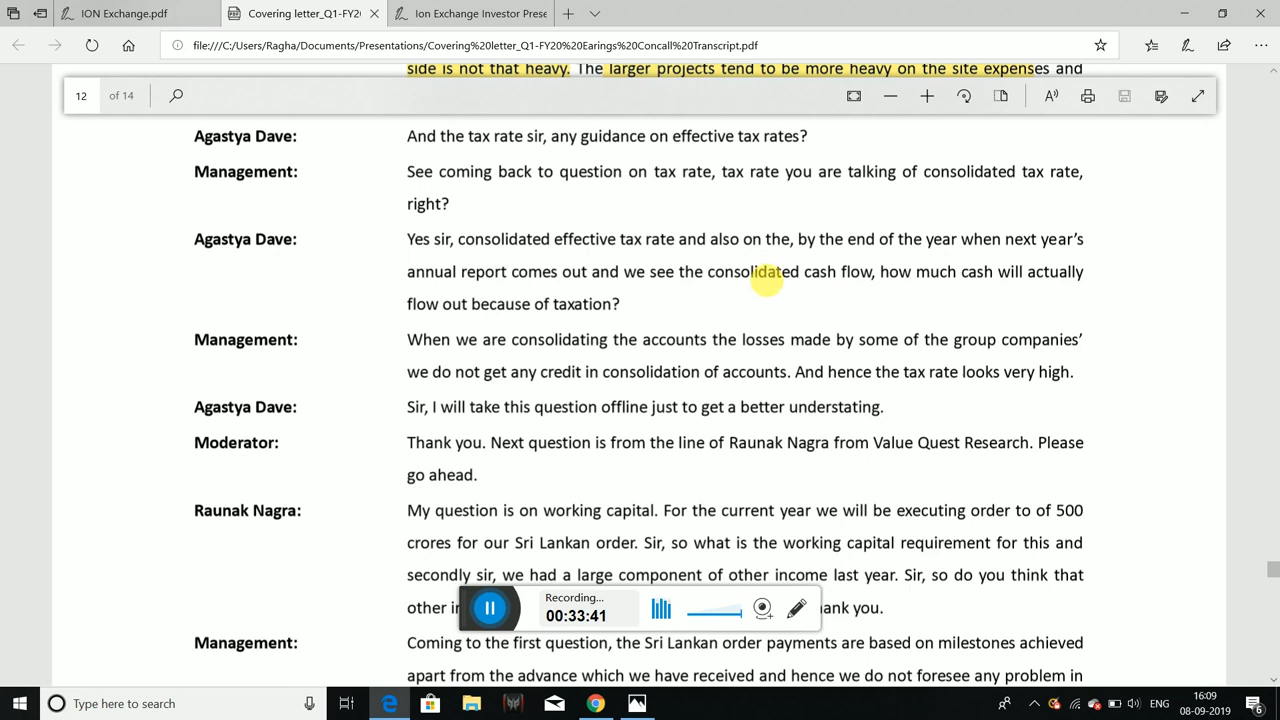 ION Exchange.pdf
Covering letter_Q1-FY20
Ion Exchange Investor Prese
file:///C:/Users/Ragha/Documents/Presentations/Covering%20letter_Q1-FY20%20Earings%20Concall%20Transcript.pdf
side is not that heavy. The larger projects tend to be more heavy on the site expenses and
12 of 14
Agastya Dave: And the tax rate sir, any guidance on effective tax rates?
Management: See coming back to question on tax rate, tax rate you are talking of consolidated tax rate,
right?
Agastya Dave: Yes sir, consolidated effective tax rate and also on the, by the end of the year when next year's
annual report comes out and we see the consolidated cash flow, how much cash will actually
flow out because of taxation?
Management: When we are consolidating the accounts the losses made by some of the group companies'
we do not get any credit in consolidation of accounts. And hence the tax rate looks very high.
Agastya Dave: Sir, I will take this question offline just to get a better understating.
Moderator: Thank you. Next question is from the line of Raunak Nagra from Value Quest Research. Please
go ahead.
Raunak Nagra: My question is on working capital. For the current year we will be executing order to of 500
crores for our Sri Lankan order. Sir, so what is the working capital requirement for this and
secondly sir, we had a large component of other income last year. Sir, so do you think that
other
Recording...
00:33:41
thank you.
Management: Coming to the first question, the Sri Lankan order payments are based on milestones achieved
apart from the advance which we have received and hence we do not foresee any problem in
Type here to search
ENG
16:09
08-09-2019
6